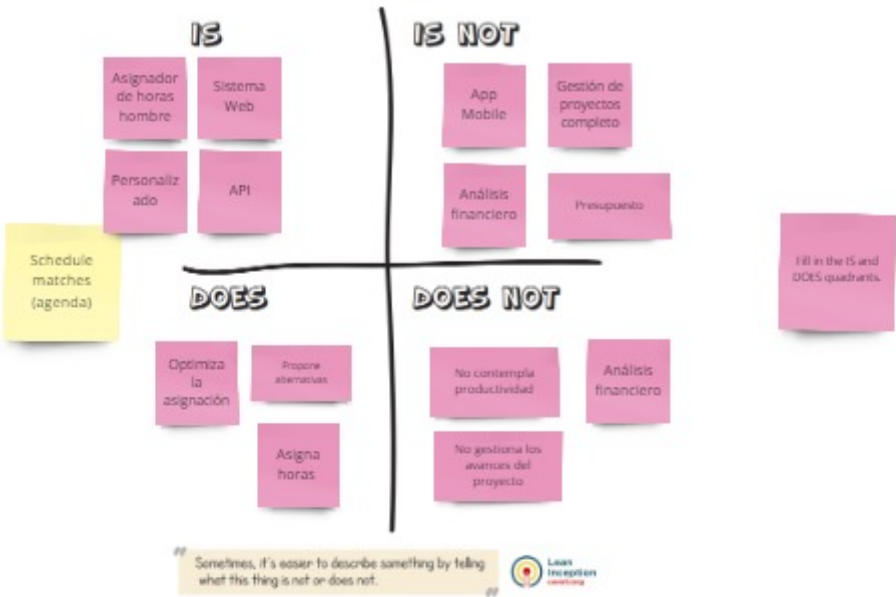 IS
IS NOT
Asignador
de horas
hombre
Sistema
Web
App
Mobile
Gestión de
proyectos
completo
Personaliz
ado
API
Análisis
financiero
Presupuesto
Schedule
matches
(agenda)
Fill in the IS and
DOES quadrants.
DOES
DOES NOT
Optimiza
la
asignación
Propone
alternativas
No contempla
productividad
Análisis
financiero
Asigna
horas
No gestiona los
avances del
proyecto
" Sometimes, it's easier to describe something by telling
what this thing is not or does not. "
Lean
Inception